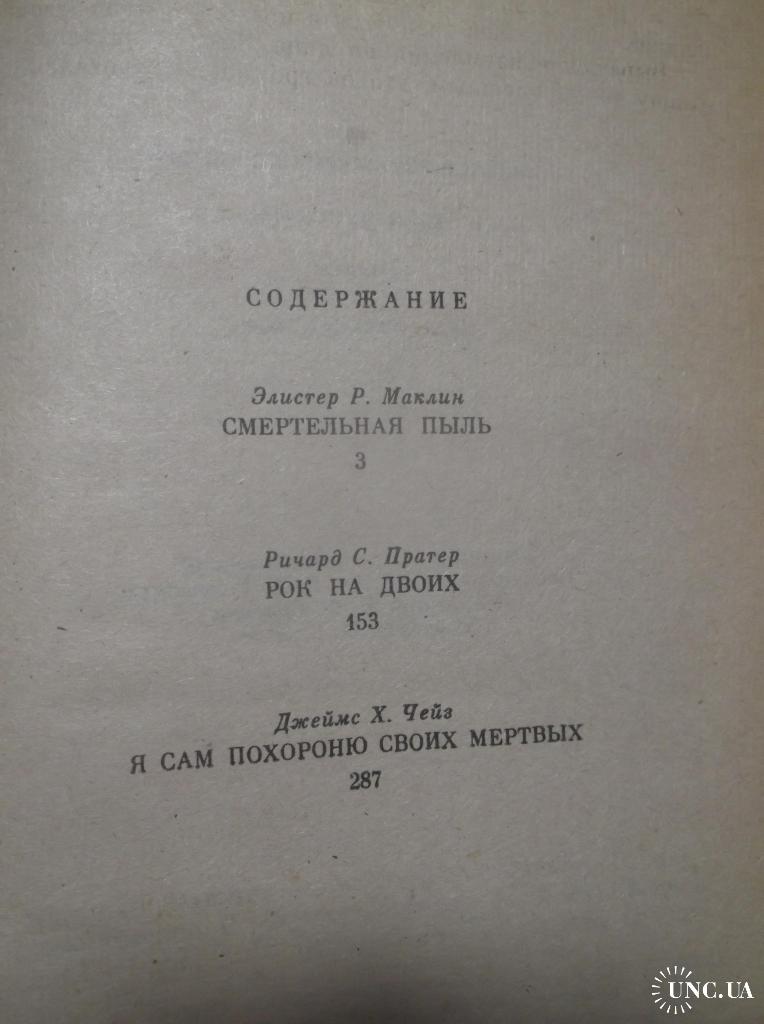 СОДЕРЖАНИЕ
Элистер Р. Маклин
СМЕРТЕЛЬНАЯ ПЫЛЬ
3
Ричард С. Пратер
РОК НА ДВОИХ
153
Джеймс Х. Чейз
Я САМ ПОХОРОНЮ СВОИХ МЕРТВЫХ
287
UNC.UA